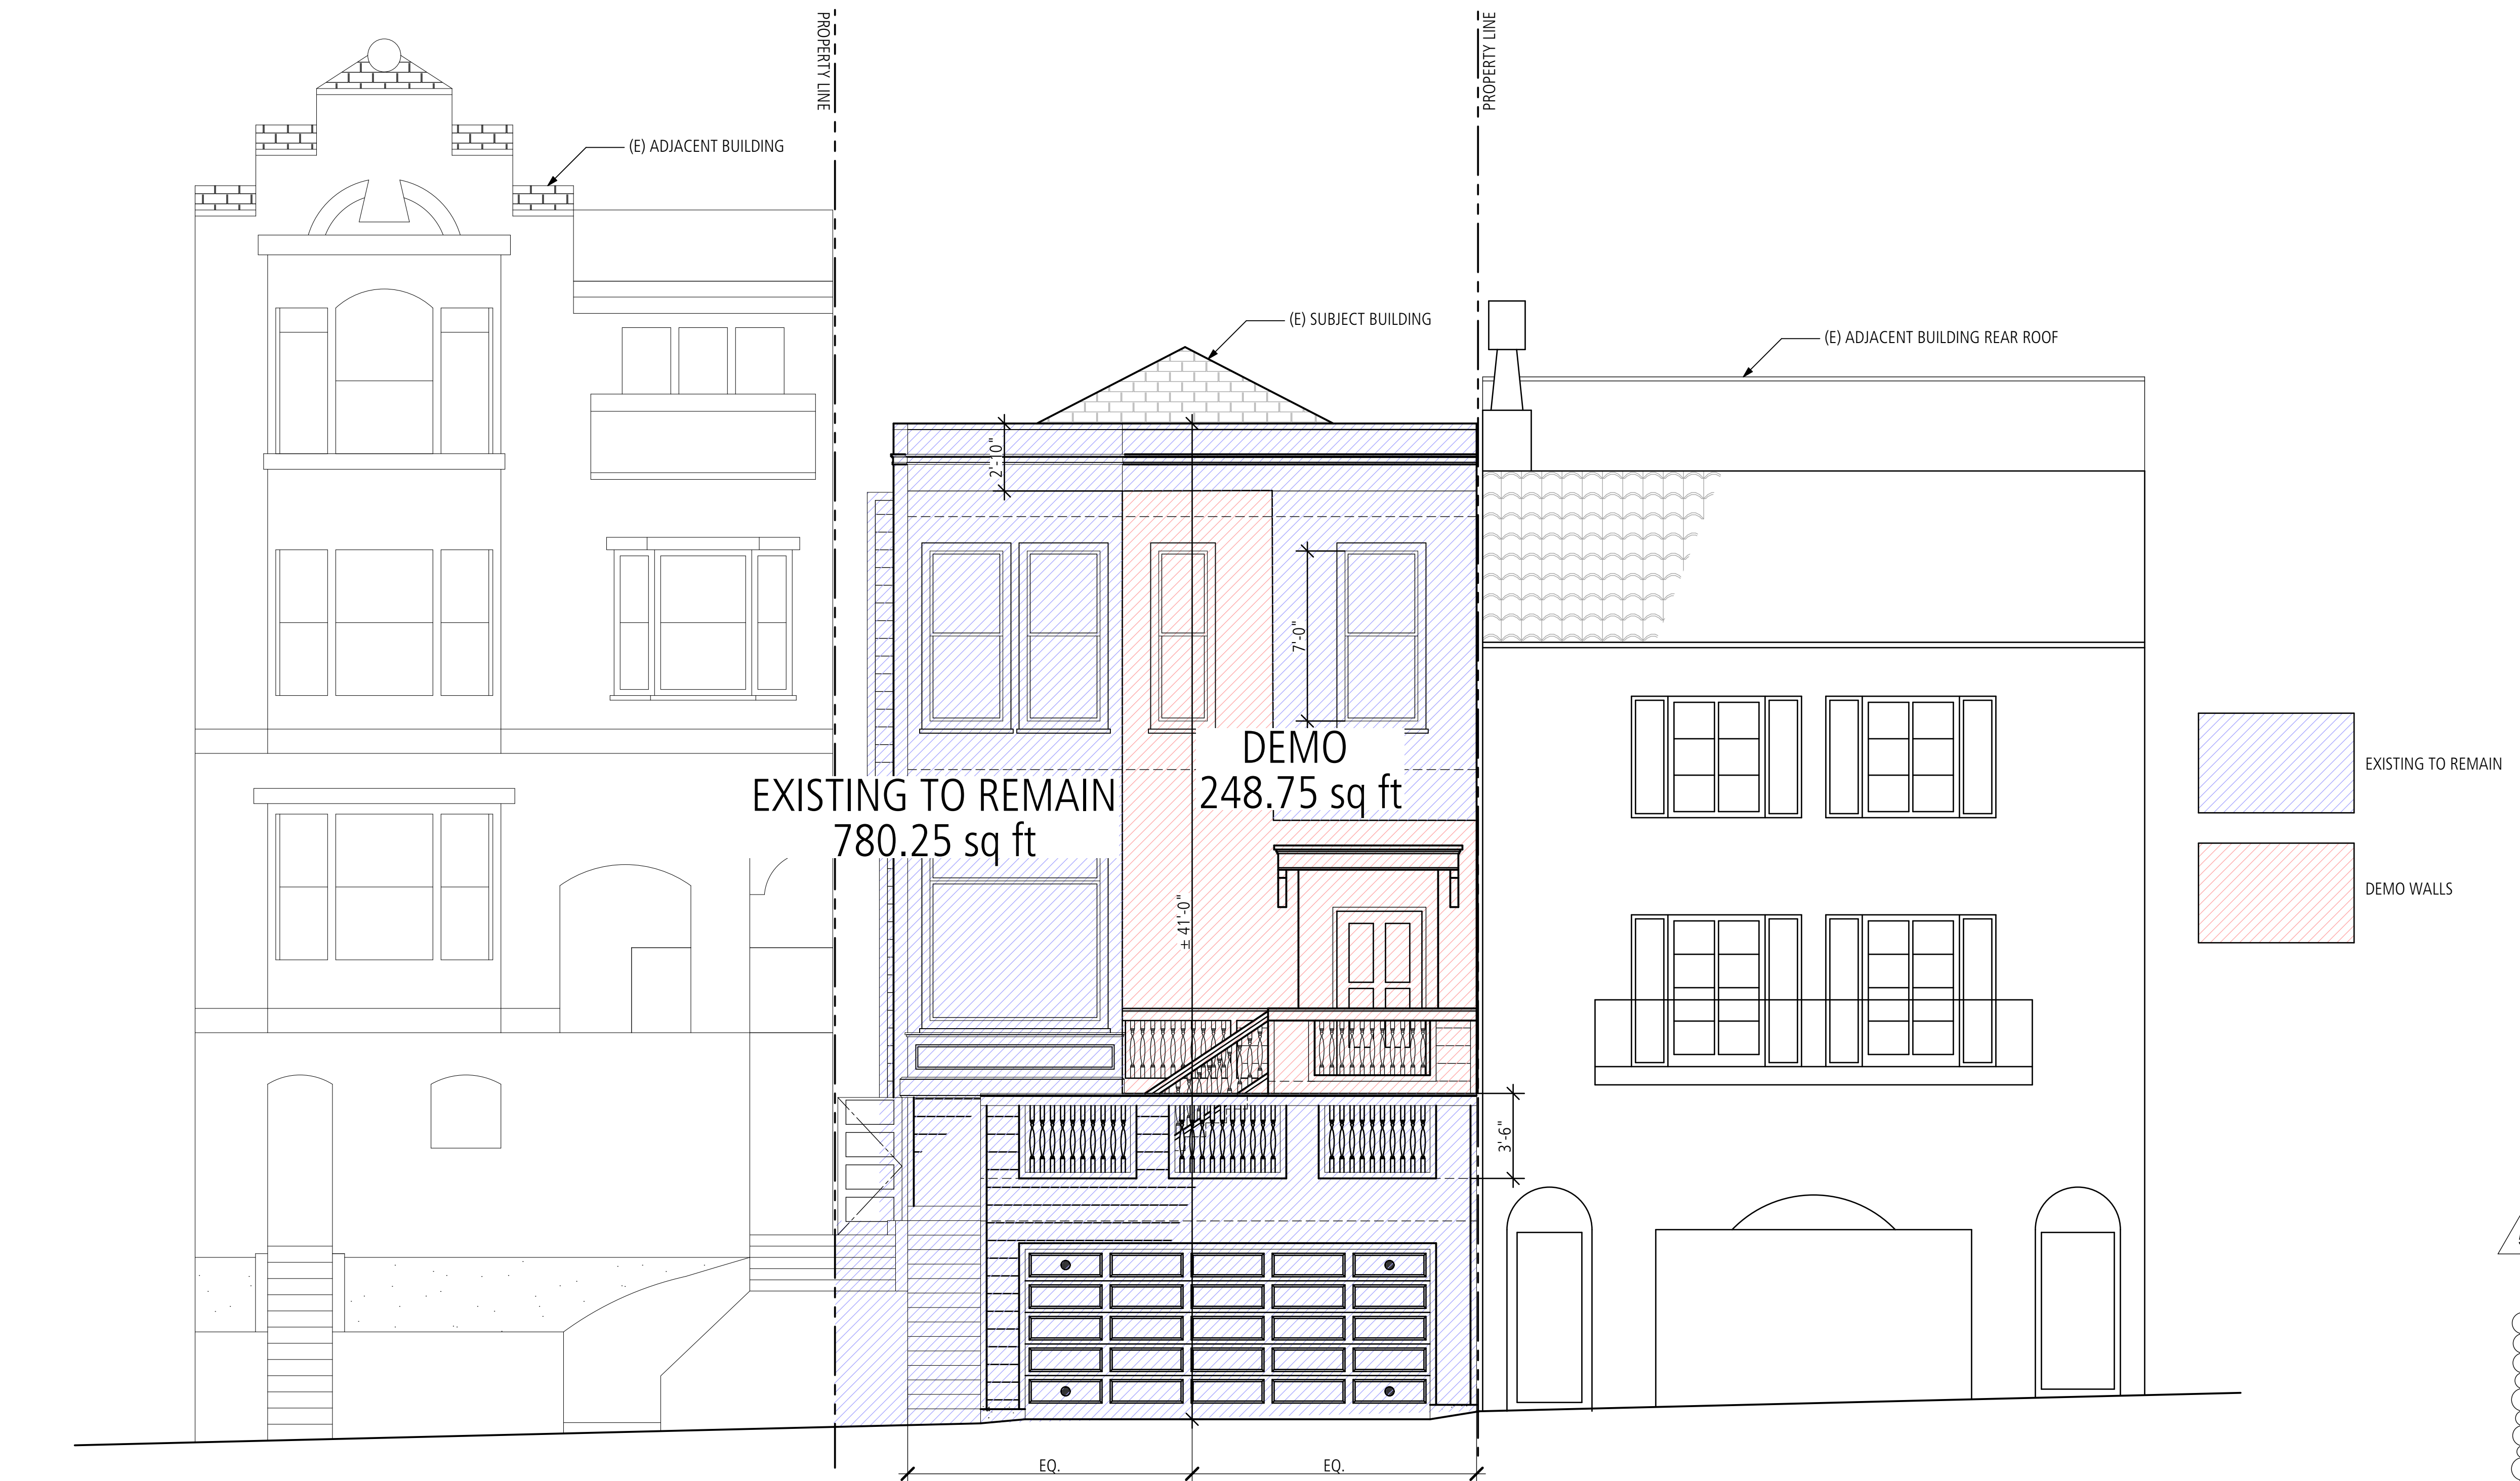 PROPERTY LINE
PROPERTY LINE
(E) ADJACENT BUILDING
(E) SUBJECT BUILDING
(E) ADJACENT BUILDING REAR ROOF
2'-10"
7'-0"
DEMO
248.75 sq ft
EXISTING TO REMAIN
780.25 sq ft
EXISTING TO REMAIN
DEMO WALLS
± 41'-0"
3'-6"
EQ.
EQ.